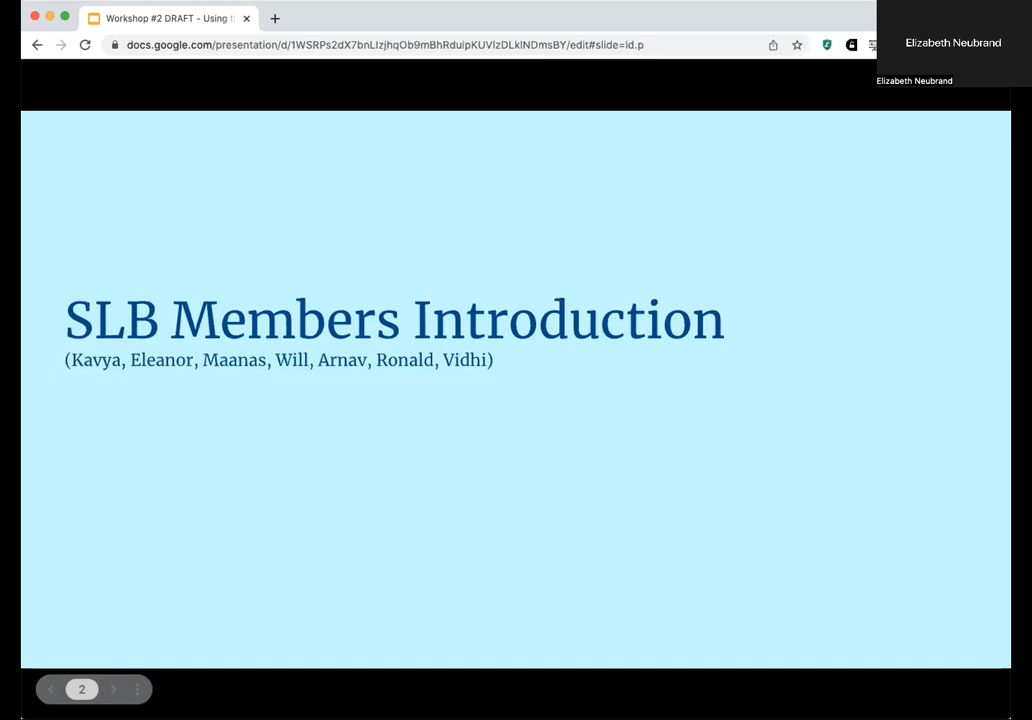 Workshop #2 DRAFT - Using
docs.google.com/presentation/d/1WSRPs2dX7bnLIzjhqOb9mBhRduipKUVIzDLklNDmsBY/edit#slide=id.p
Elizabeth Neubrand
Elizabeth Neubrand
SLB Members Introduction
(Kavya, Eleanor, Maanas, Will, Arnav, Ronald, Vidhi)
2